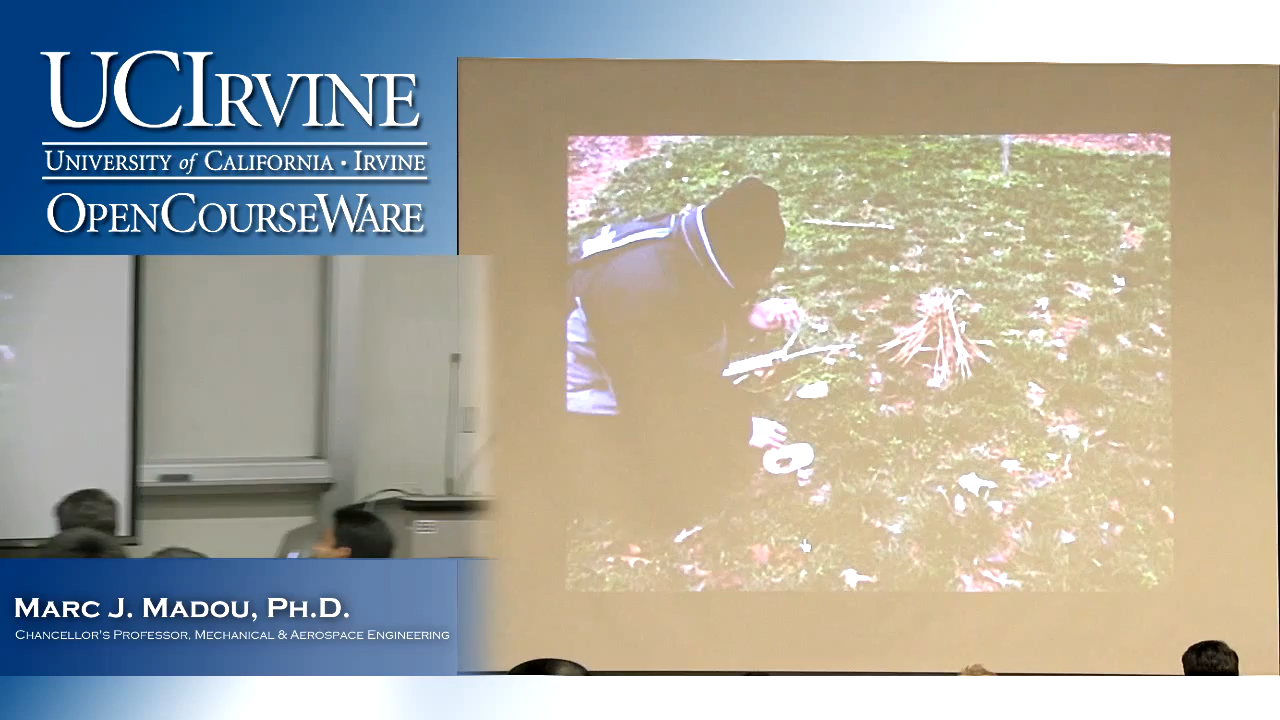 UCIRVINE
UNIVERSITY of CALIFORNIA · IRVINE
OPENCOURSEWARE
MARC J. MADOU, PH.D.
CHANCELLOR'S PROFESSOR, MECHANICAL & AEROSPACE ENGINEERING